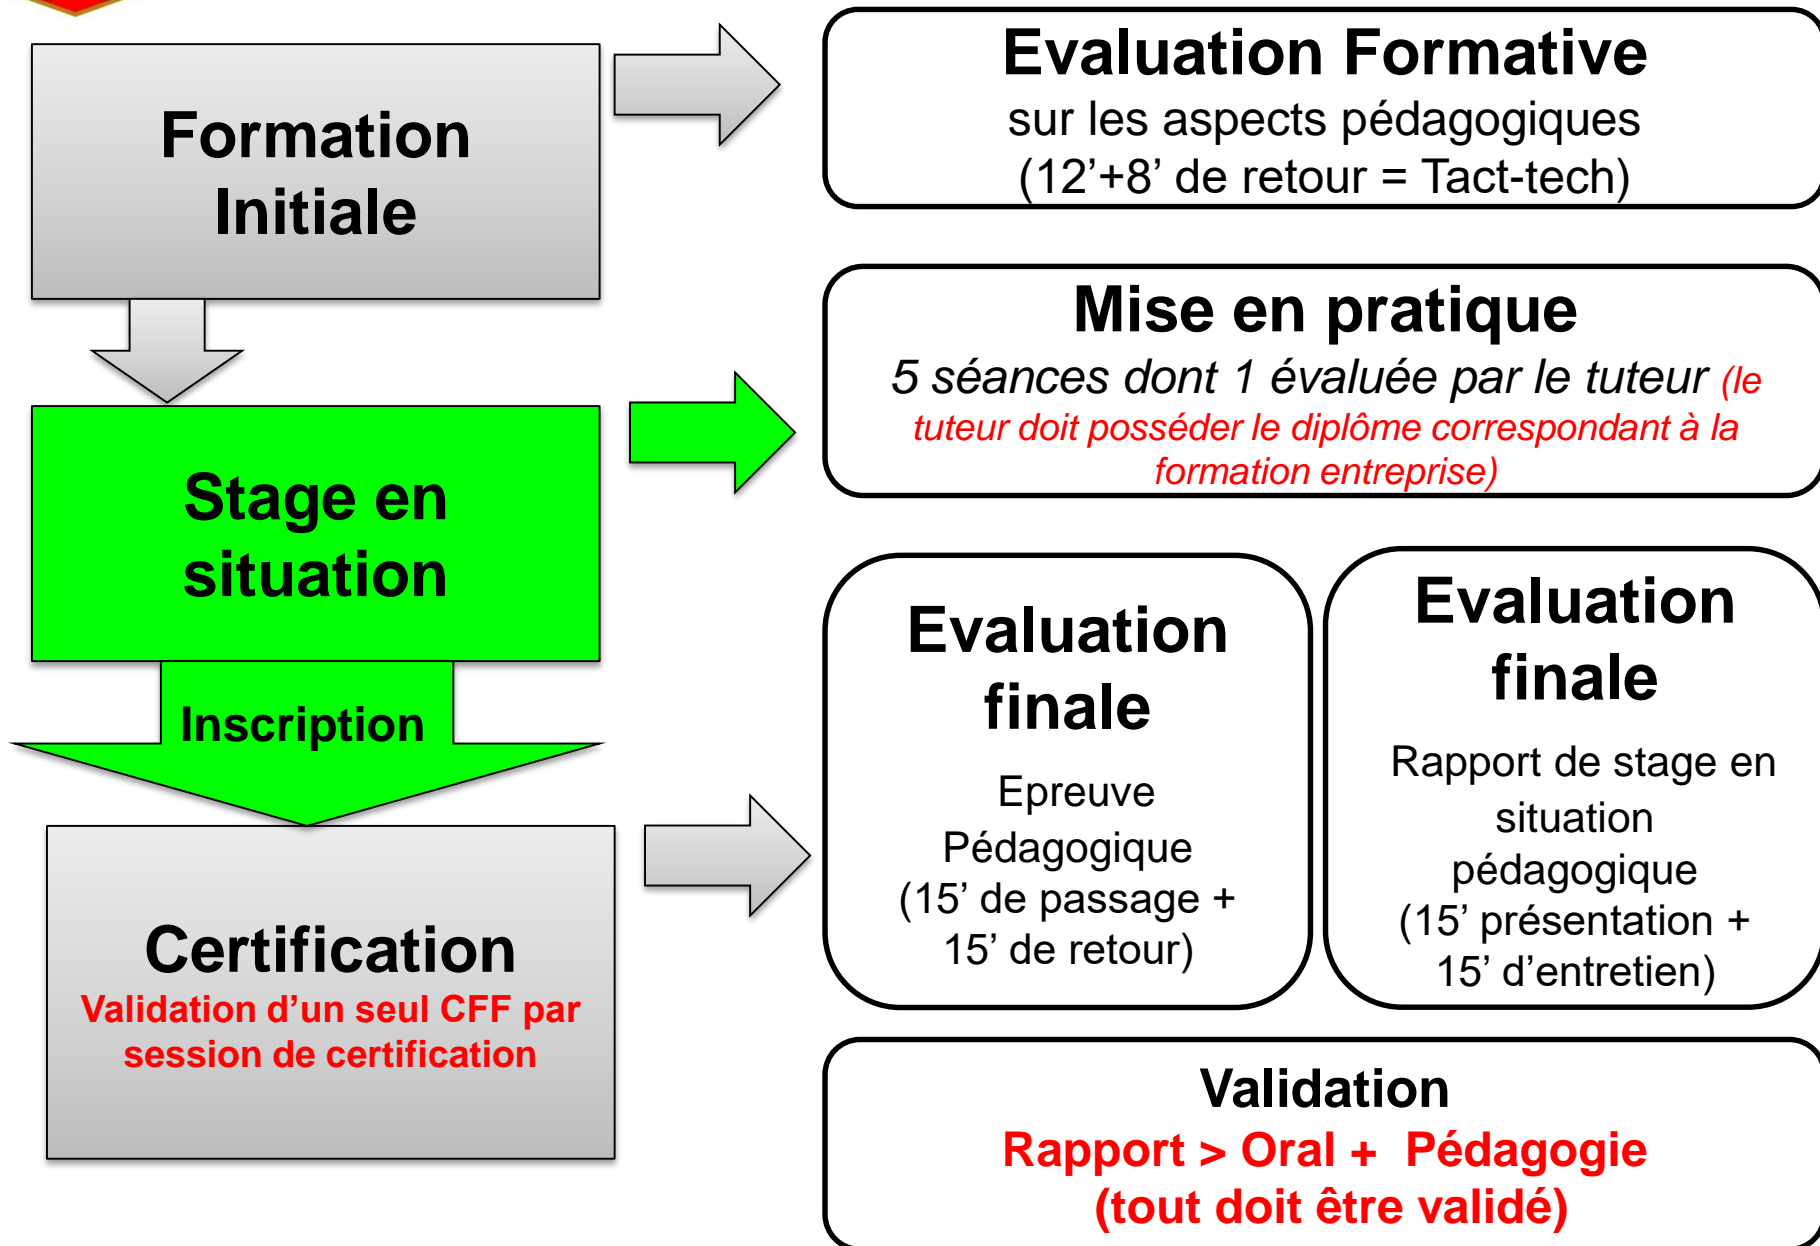 Formation
Initiale
Evaluation Formative
sur les aspects pédagogiques
(12’+8’ de retour = Tact-tech)
Stage en
situation
Mise en pratique
5 séances dont 1 évaluée par le tuteur (le
tuteur doit posséder le diplôme correspondant à la
formation entreprise)
Inscription
Certification
Validation d’un seul CFF par
session de certification
Evaluation
finale
Epreuve
Pédagogique
(15’ de passage +
15’ de retour)
Evaluation
finale
Rapport de stage en
situation
pédagogique
(15’ présentation +
15’ d’entretien)
Validation
Rapport > Oral + Pédagogie
(tout doit être validé)